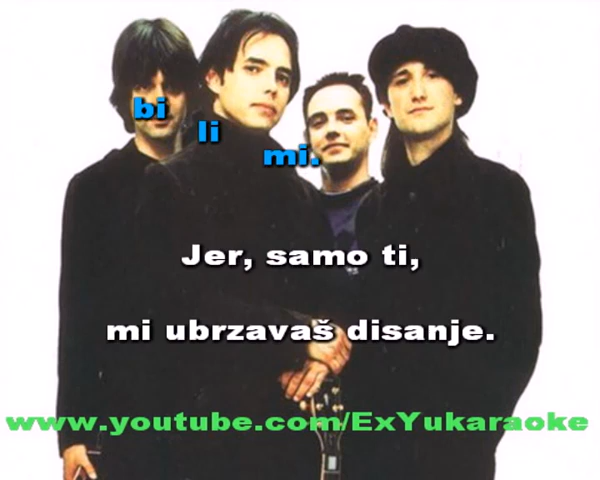 bi
li
mi.
Jer, samo ti,
mi ubrzavaš disanje.
www.youtube.com/ExYukaraoke